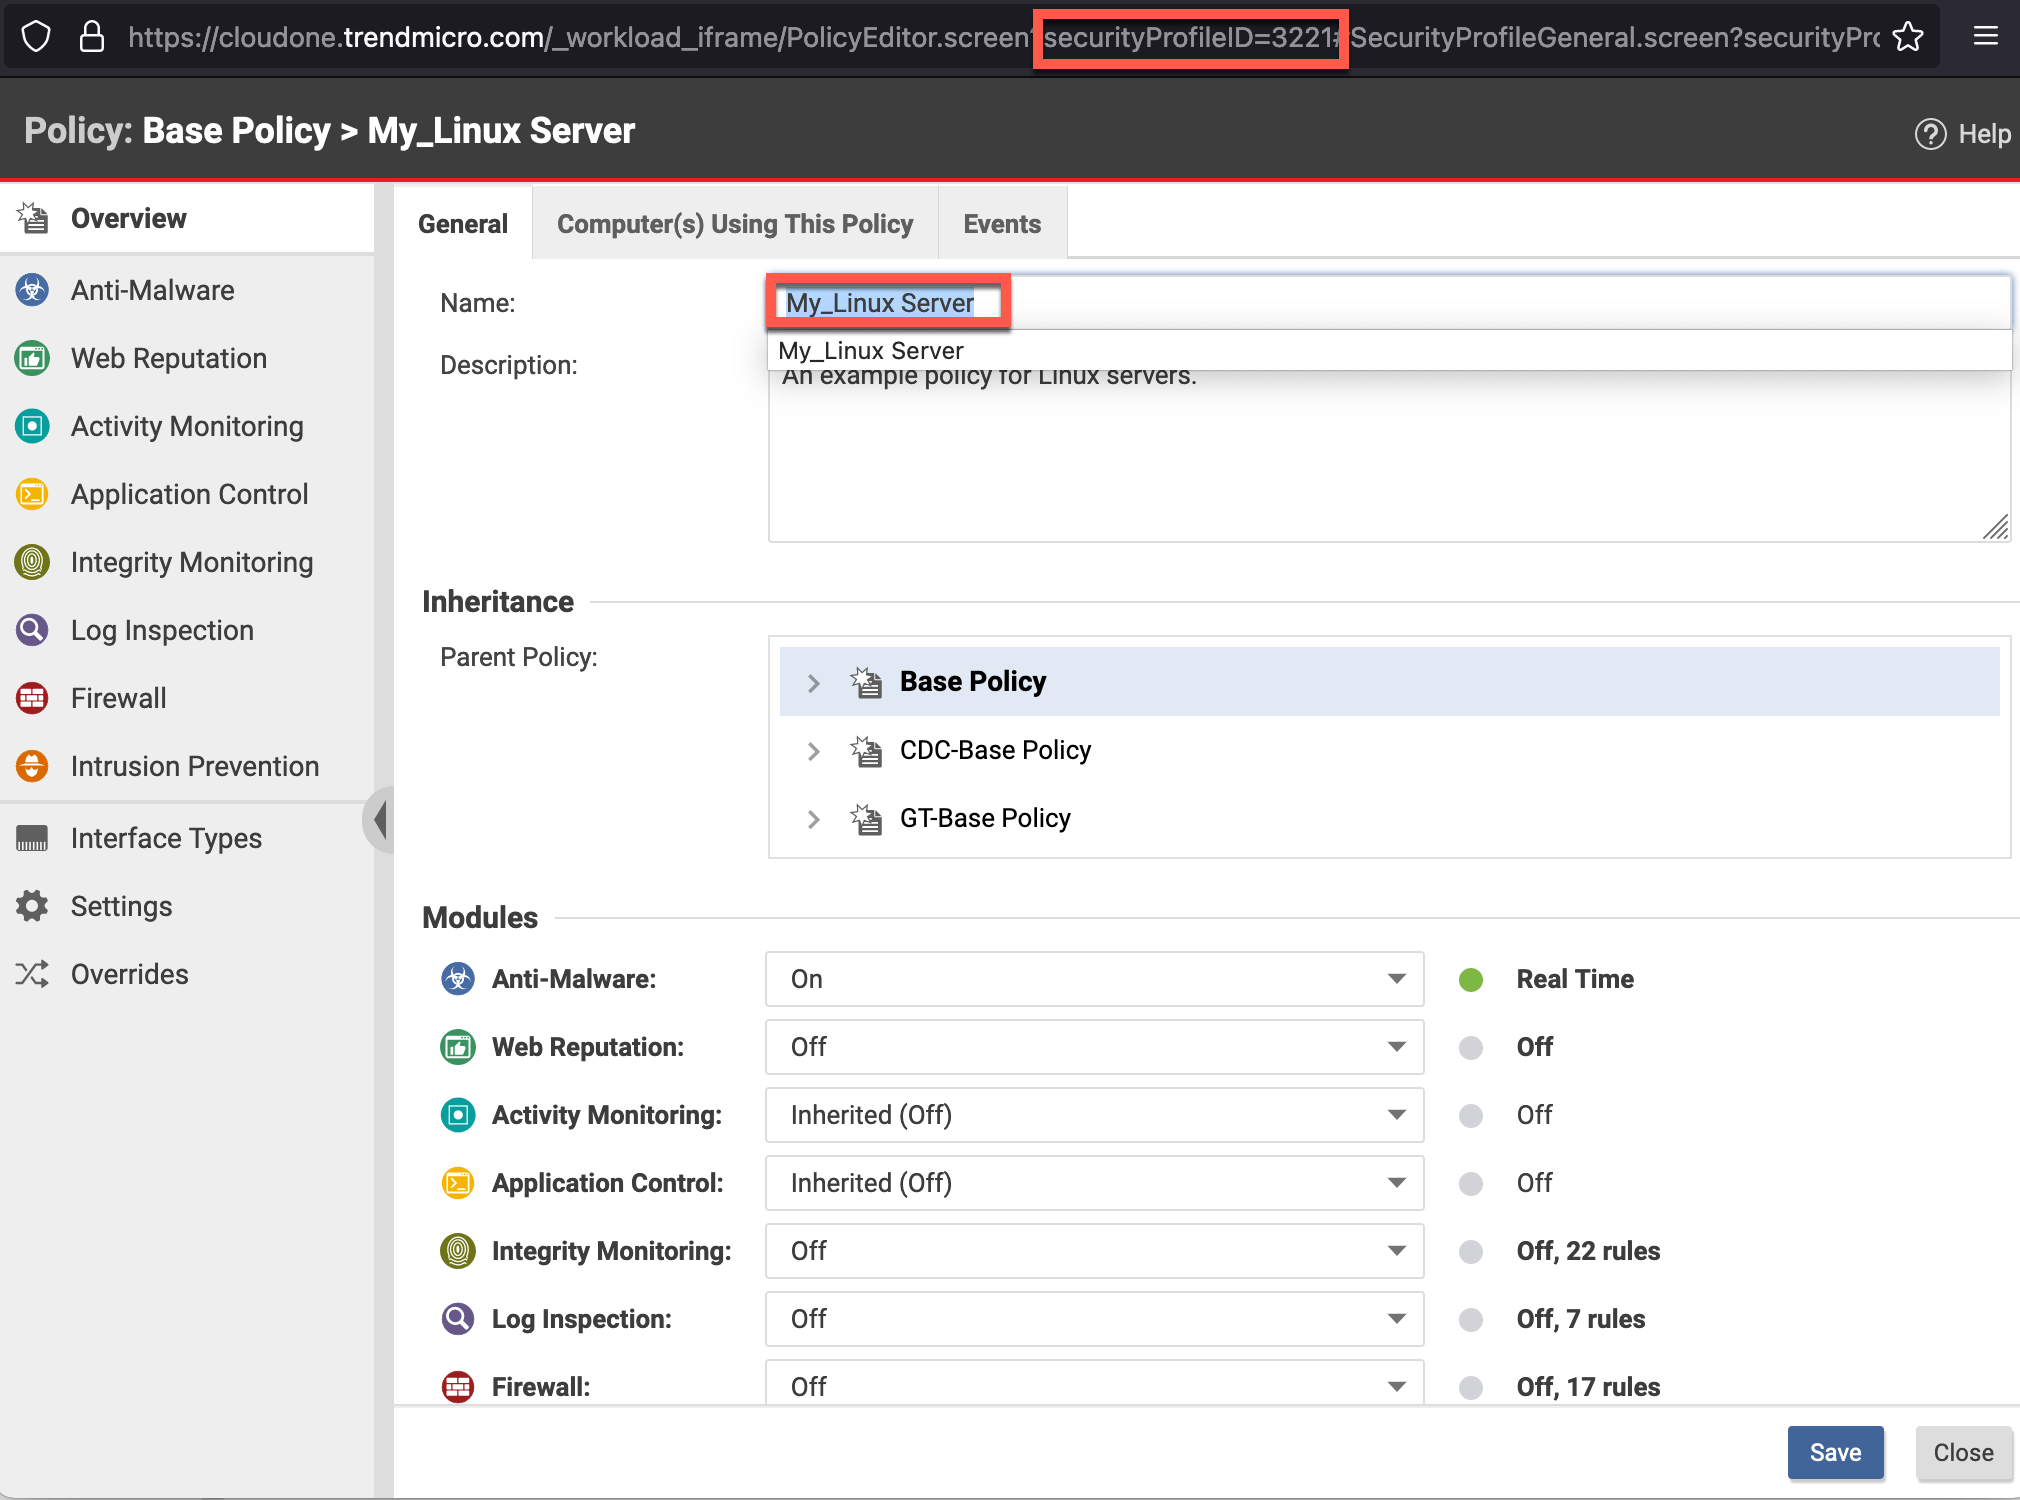 https://cloudone.trendmicro.com/_workload_iframe/PolicyEditor.screen?securityProfileID=3221#SecurityProfileGeneral.screen?securityPro
Policy: Base Policy > My_Linux Server
Help
Overview
Anti-Malware
Web Reputation
Activity Monitoring
Application Control
Integrity Monitoring
Log Inspection
Firewall
Intrusion Prevention
Interface Types
Settings
Overrides
General
Computer(s) Using This Policy
Events
Name:
My_Linux Server
My_Linux Server
Description:
An example policy for Linux servers.
Inheritance
Parent Policy:
Base Policy
CDC-Base Policy
GT-Base Policy
Modules
Anti-Malware: On Real Time
Web Reputation: Off Off
Activity Monitoring: Inherited (Off) Off
Application Control: Inherited (Off) Off
Integrity Monitoring: Off Off, 22 rules
Log Inspection: Off Off, 7 rules
Firewall: Off Off, 17 rules
Save
Close